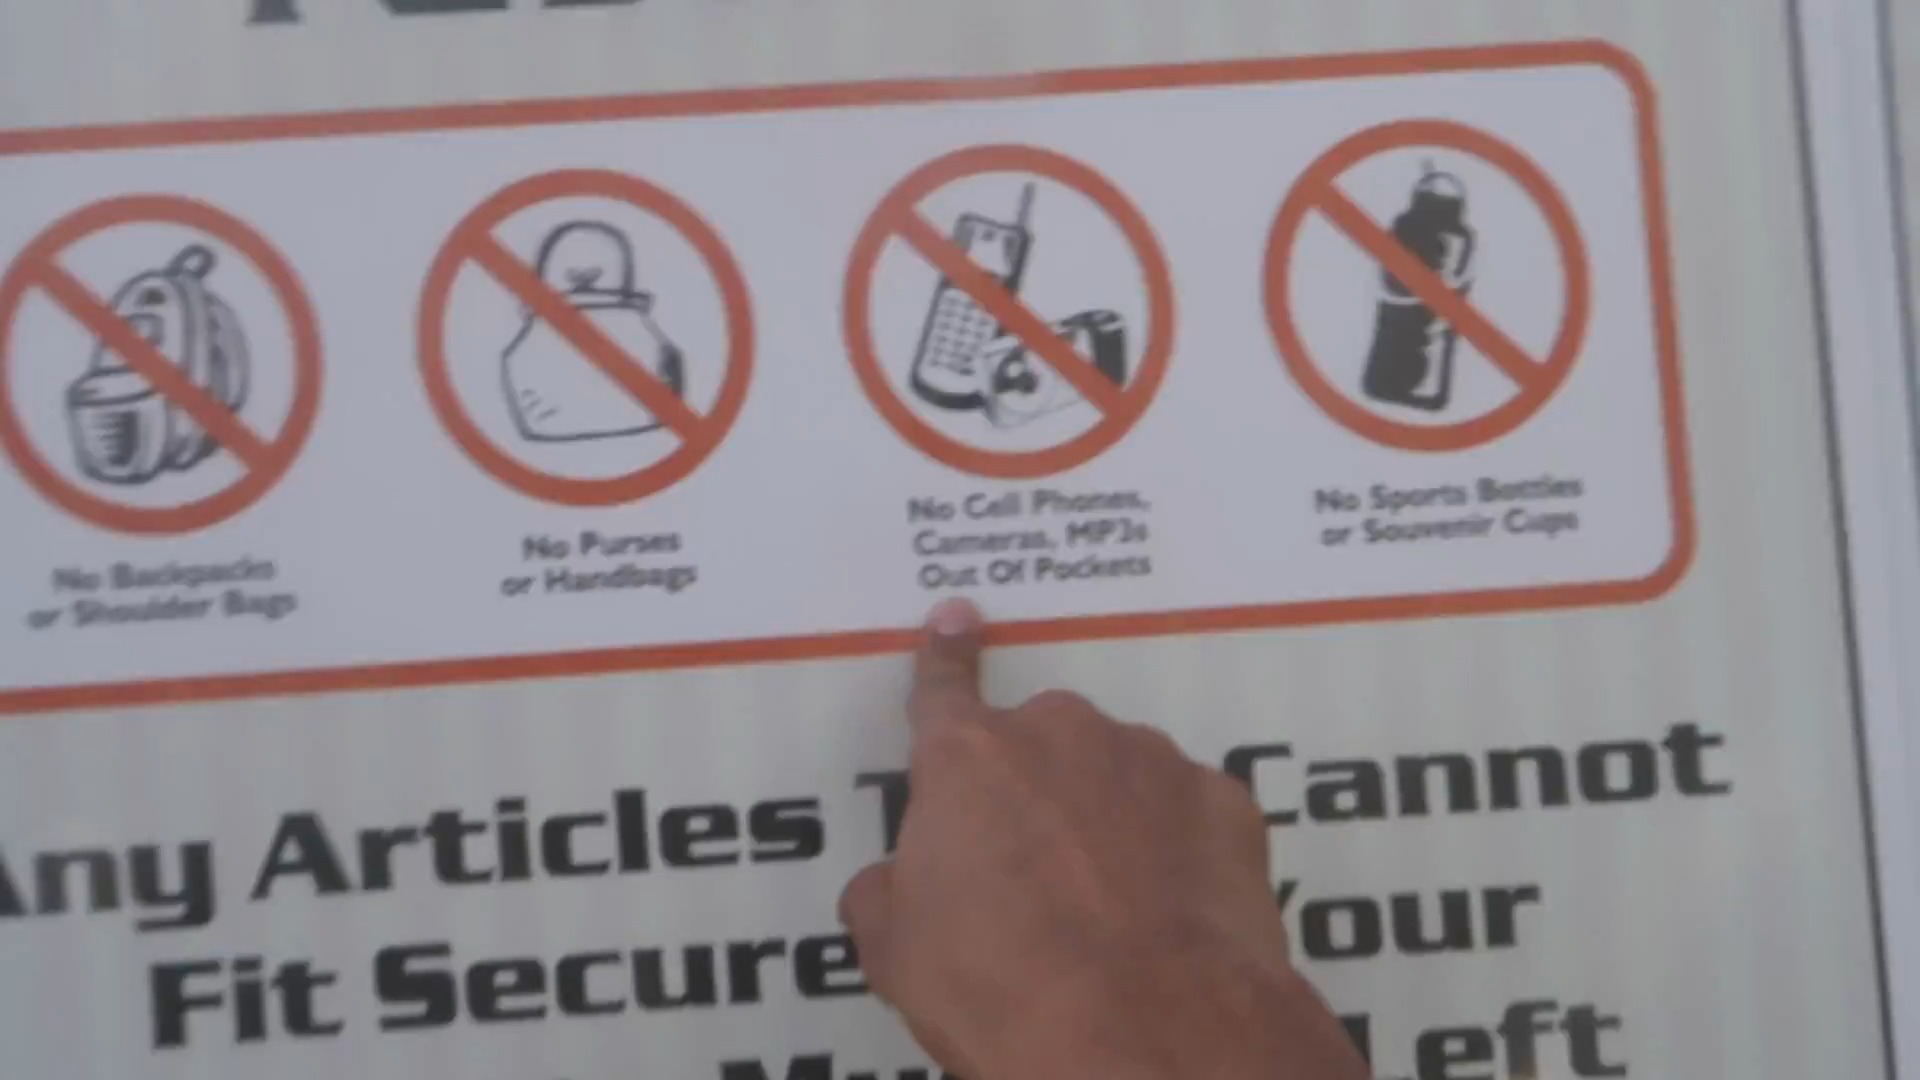 No Backpacks
or Shoulder Bags
No Purses
or Handbags
No Cell Phones,
Cameras, MP3s
Out Of Pockets
No Sports Bottles
or Souvenir Cups
Any Articles Cannot
Fit Secure Your
Left